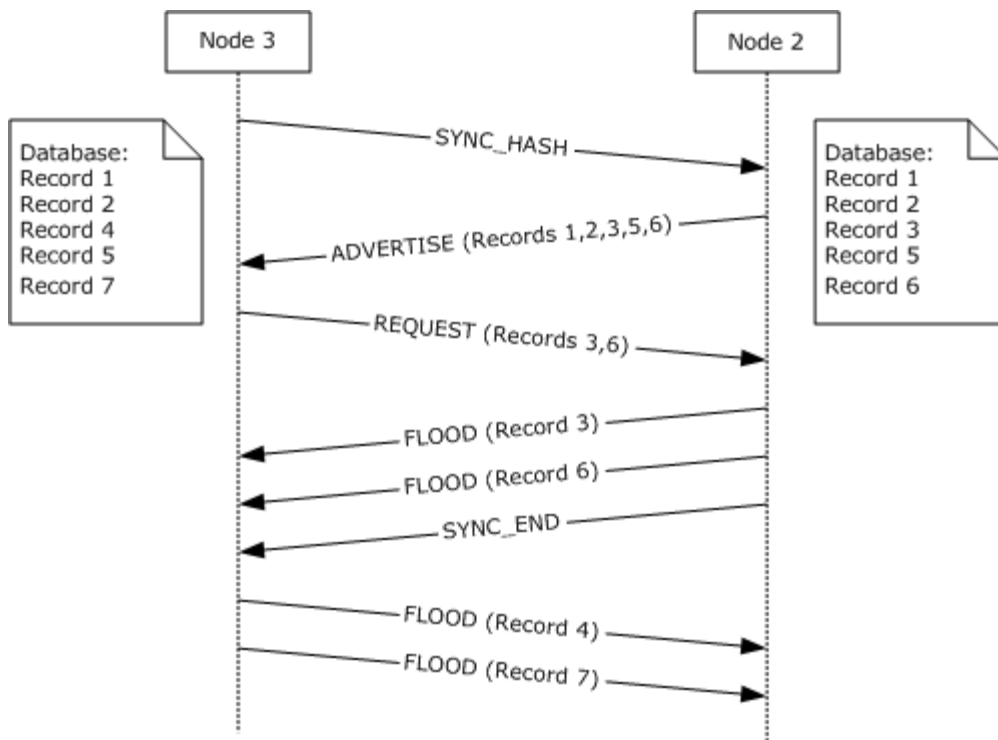 Node 3
Node 2
Database:
Record 1
Record 2
Record 4
Record 5
Record 7
Database:
Record 1
Record 2
Record 3
Record 5
Record 6
SYNC_HASH
ADVERTISE (Records 1,2,3,5,6)
REQUEST (Records 3,6)
FLOOD (Record 3)
FLOOD (Record 6)
SYNC_END
FLOOD (Record 4)
FLOOD (Record 7)